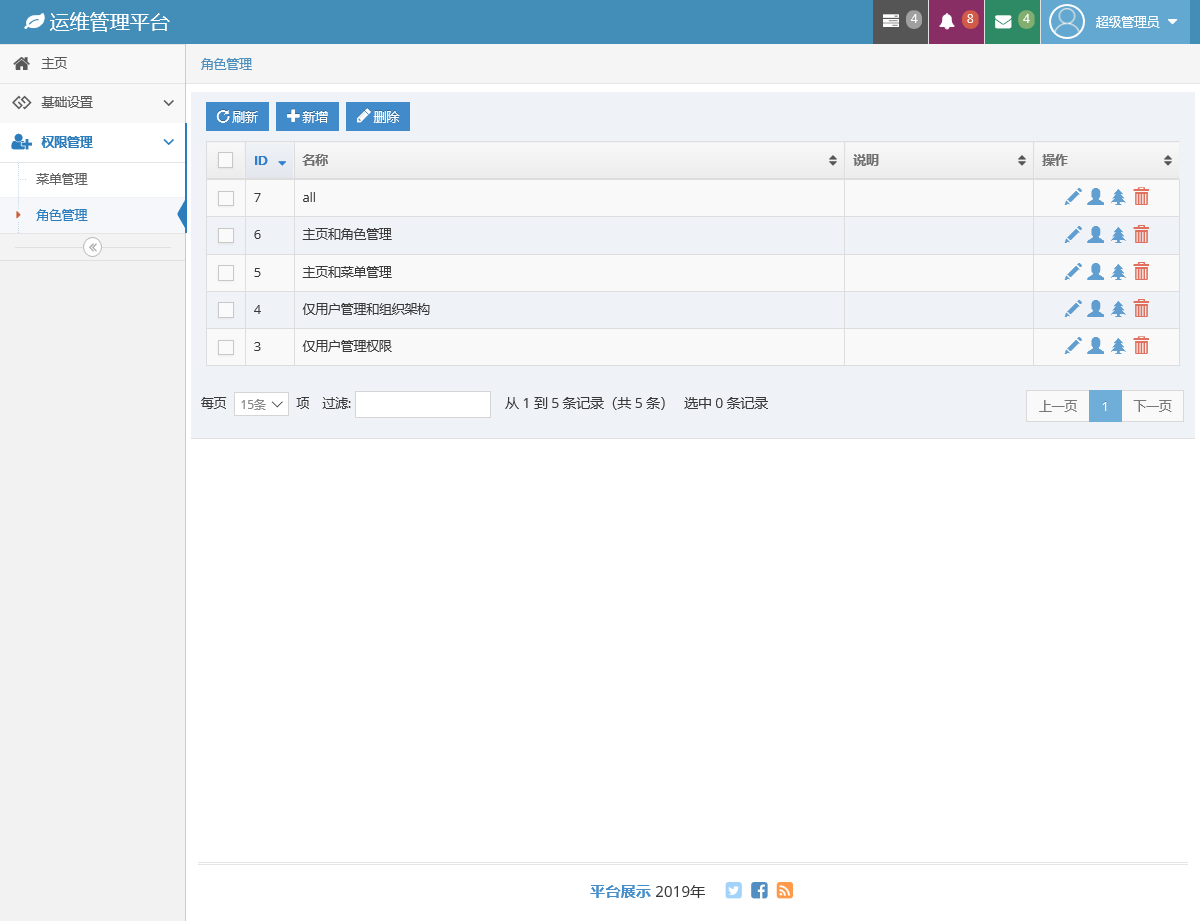 运维管理平台 4 8 4 超级管理员
主页
角色管理
基础设置
权限管理
菜单管理
角色管理
刷新 新增 删除
ID 名称 说明 操作
7 all
6 主页和角色管理
5 主页和菜单管理
4 仅用户管理和组织架构
3 仅用户管理权限
每页 15条 项 过滤: 从 1 到 5 条记录（共 5 条） 选中 0 条记录 上一页 1 下一页
平台展示 2019年